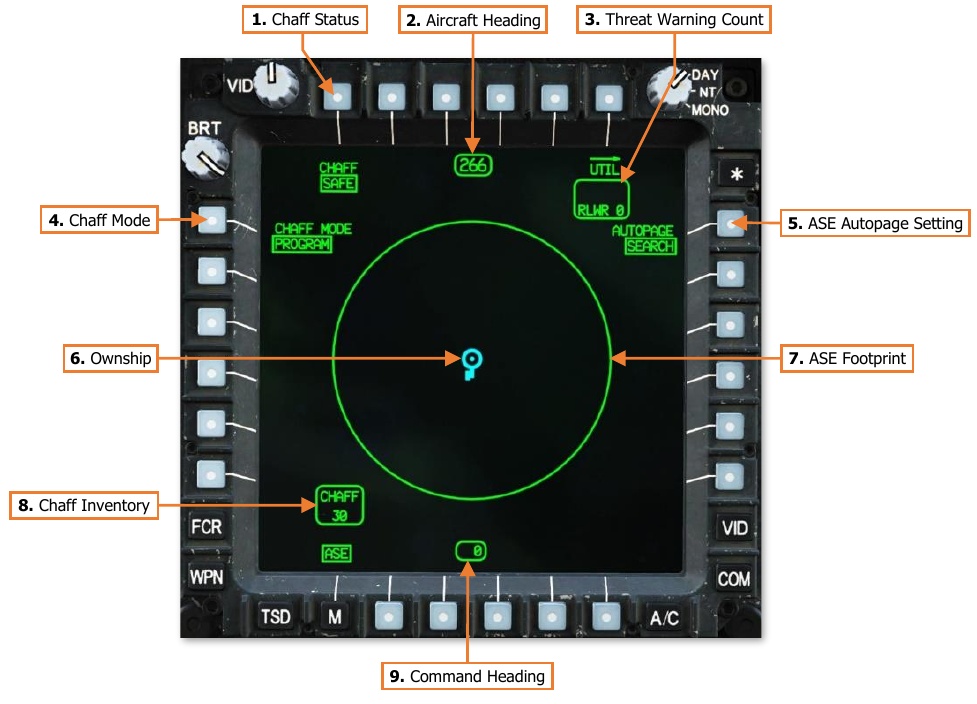 1. Chaff Status
2. Aircraft Heading
3. Threat Warning Count
VID
DAY
NT
MONO
BRT
CHAFF
SAFE
266
UTIL
RLWR 0
*
4. Chaff Mode
CHAFF MODE
PROGRAM
AUTOPAGE
SEARCH
5. ASE Autopage Setting
6. Ownship
7. ASE Footprint
8. Chaff Inventory
CHAFF
30
FCR
VID
ASE
0
WPN
COM
TSD
M
A/C
9. Command Heading